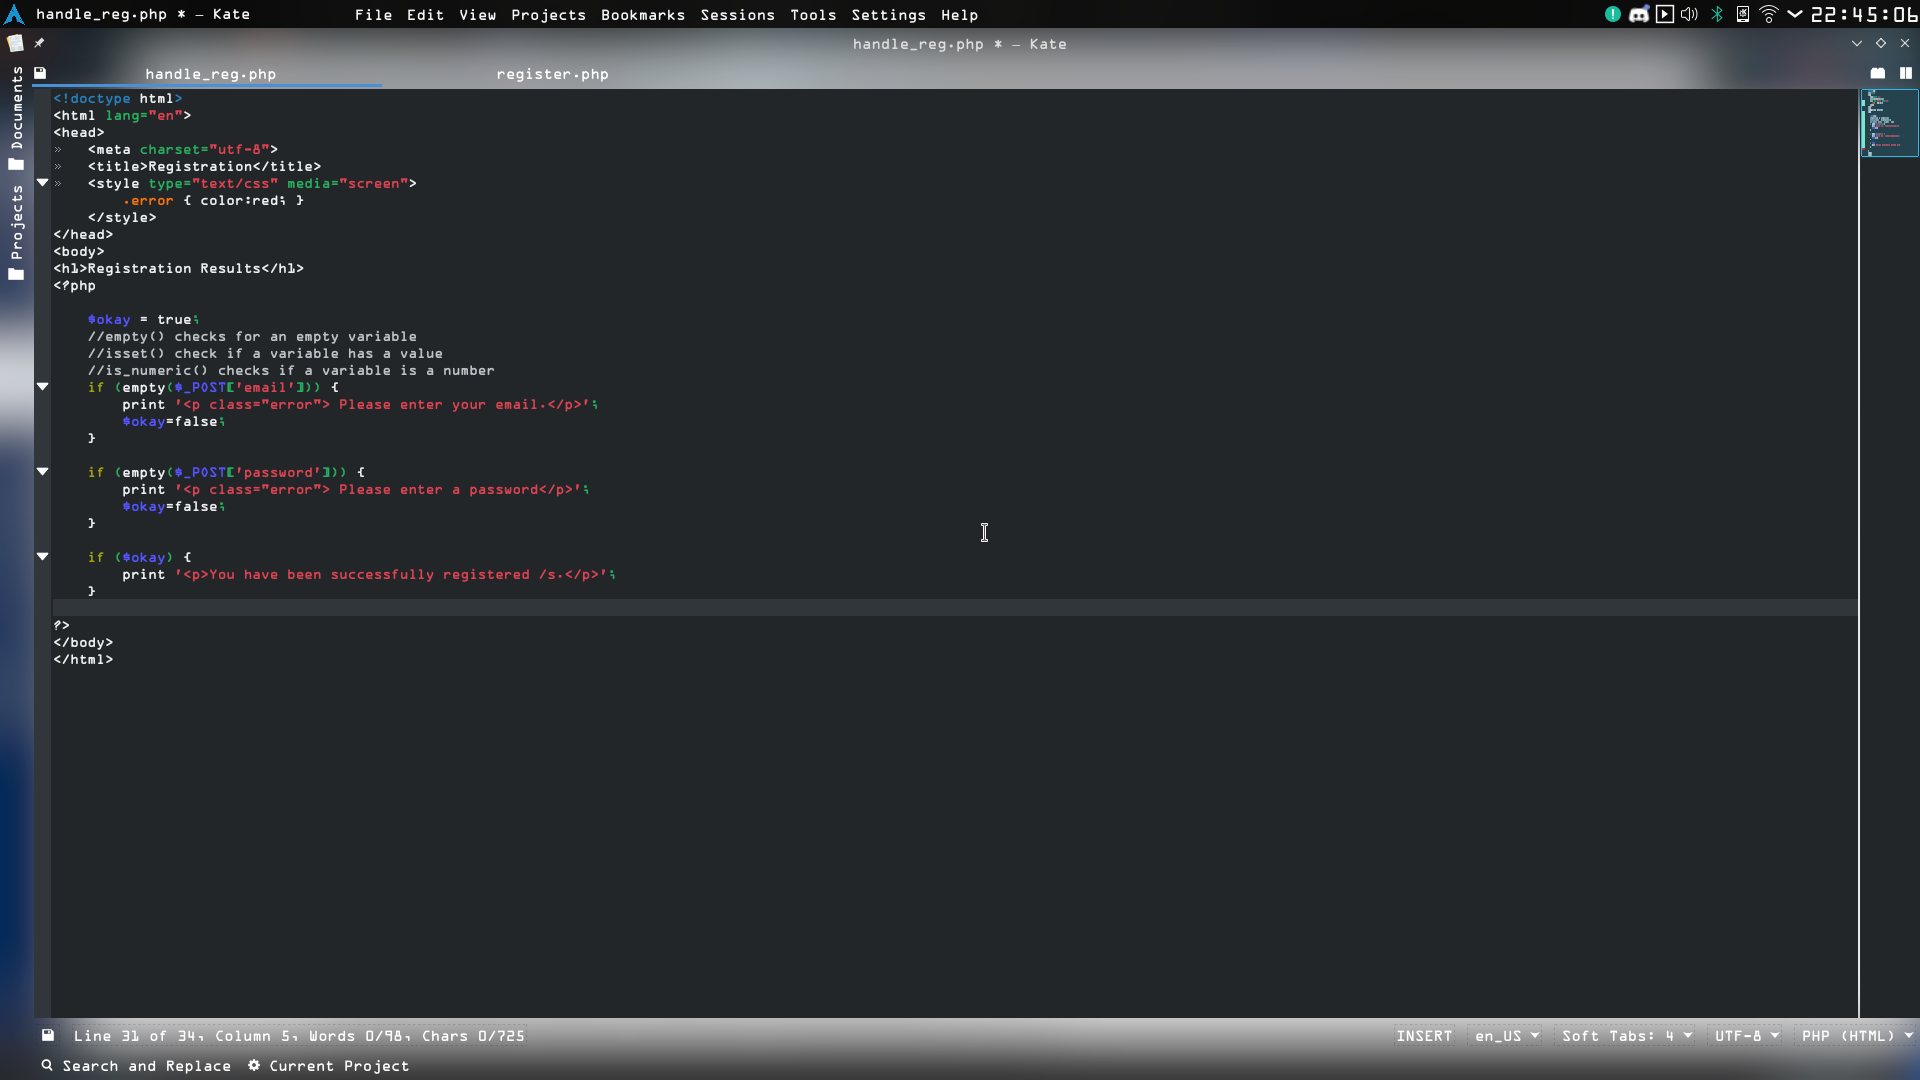 handle_reg.php * — Kate
File Edit View Projects Bookmarks Sessions Tools Settings Help
22:45:06
handle_reg.php * — Kate
handle_reg.php
register.php
Documents
Projects
<!doctype html>
<html lang="en">
<head>
» <meta charset="utf-8">
» <title>Registration</title>
» <style type="text/css" media="screen">
.error { color:red; }
</style>
</head>
<body>
<h1>Registration Results</h1>
<?php
$okay = true;
//empty() checks for an empty variable
//isset() check if a variable has a value
//is_numeric() checks if a variable is a number
if (empty($_POST['email'])) {
print '<p class="error"> Please enter your email.</p>';
$okay=false;
}
if (empty($_POST['password'])) {
print '<p class="error"> Please enter a password</p>';
$okay=false;
}
if ($okay) {
print '<p>You have been successfully registered /s.</p>';
}
?>
</body>
</html>
Line 31 of 34, Column 5, Words 0/98, Chars 0/725
INSERT
en_US
Soft Tabs: 4
UTF-8
PHP (HTML)
Search and Replace
Current Project